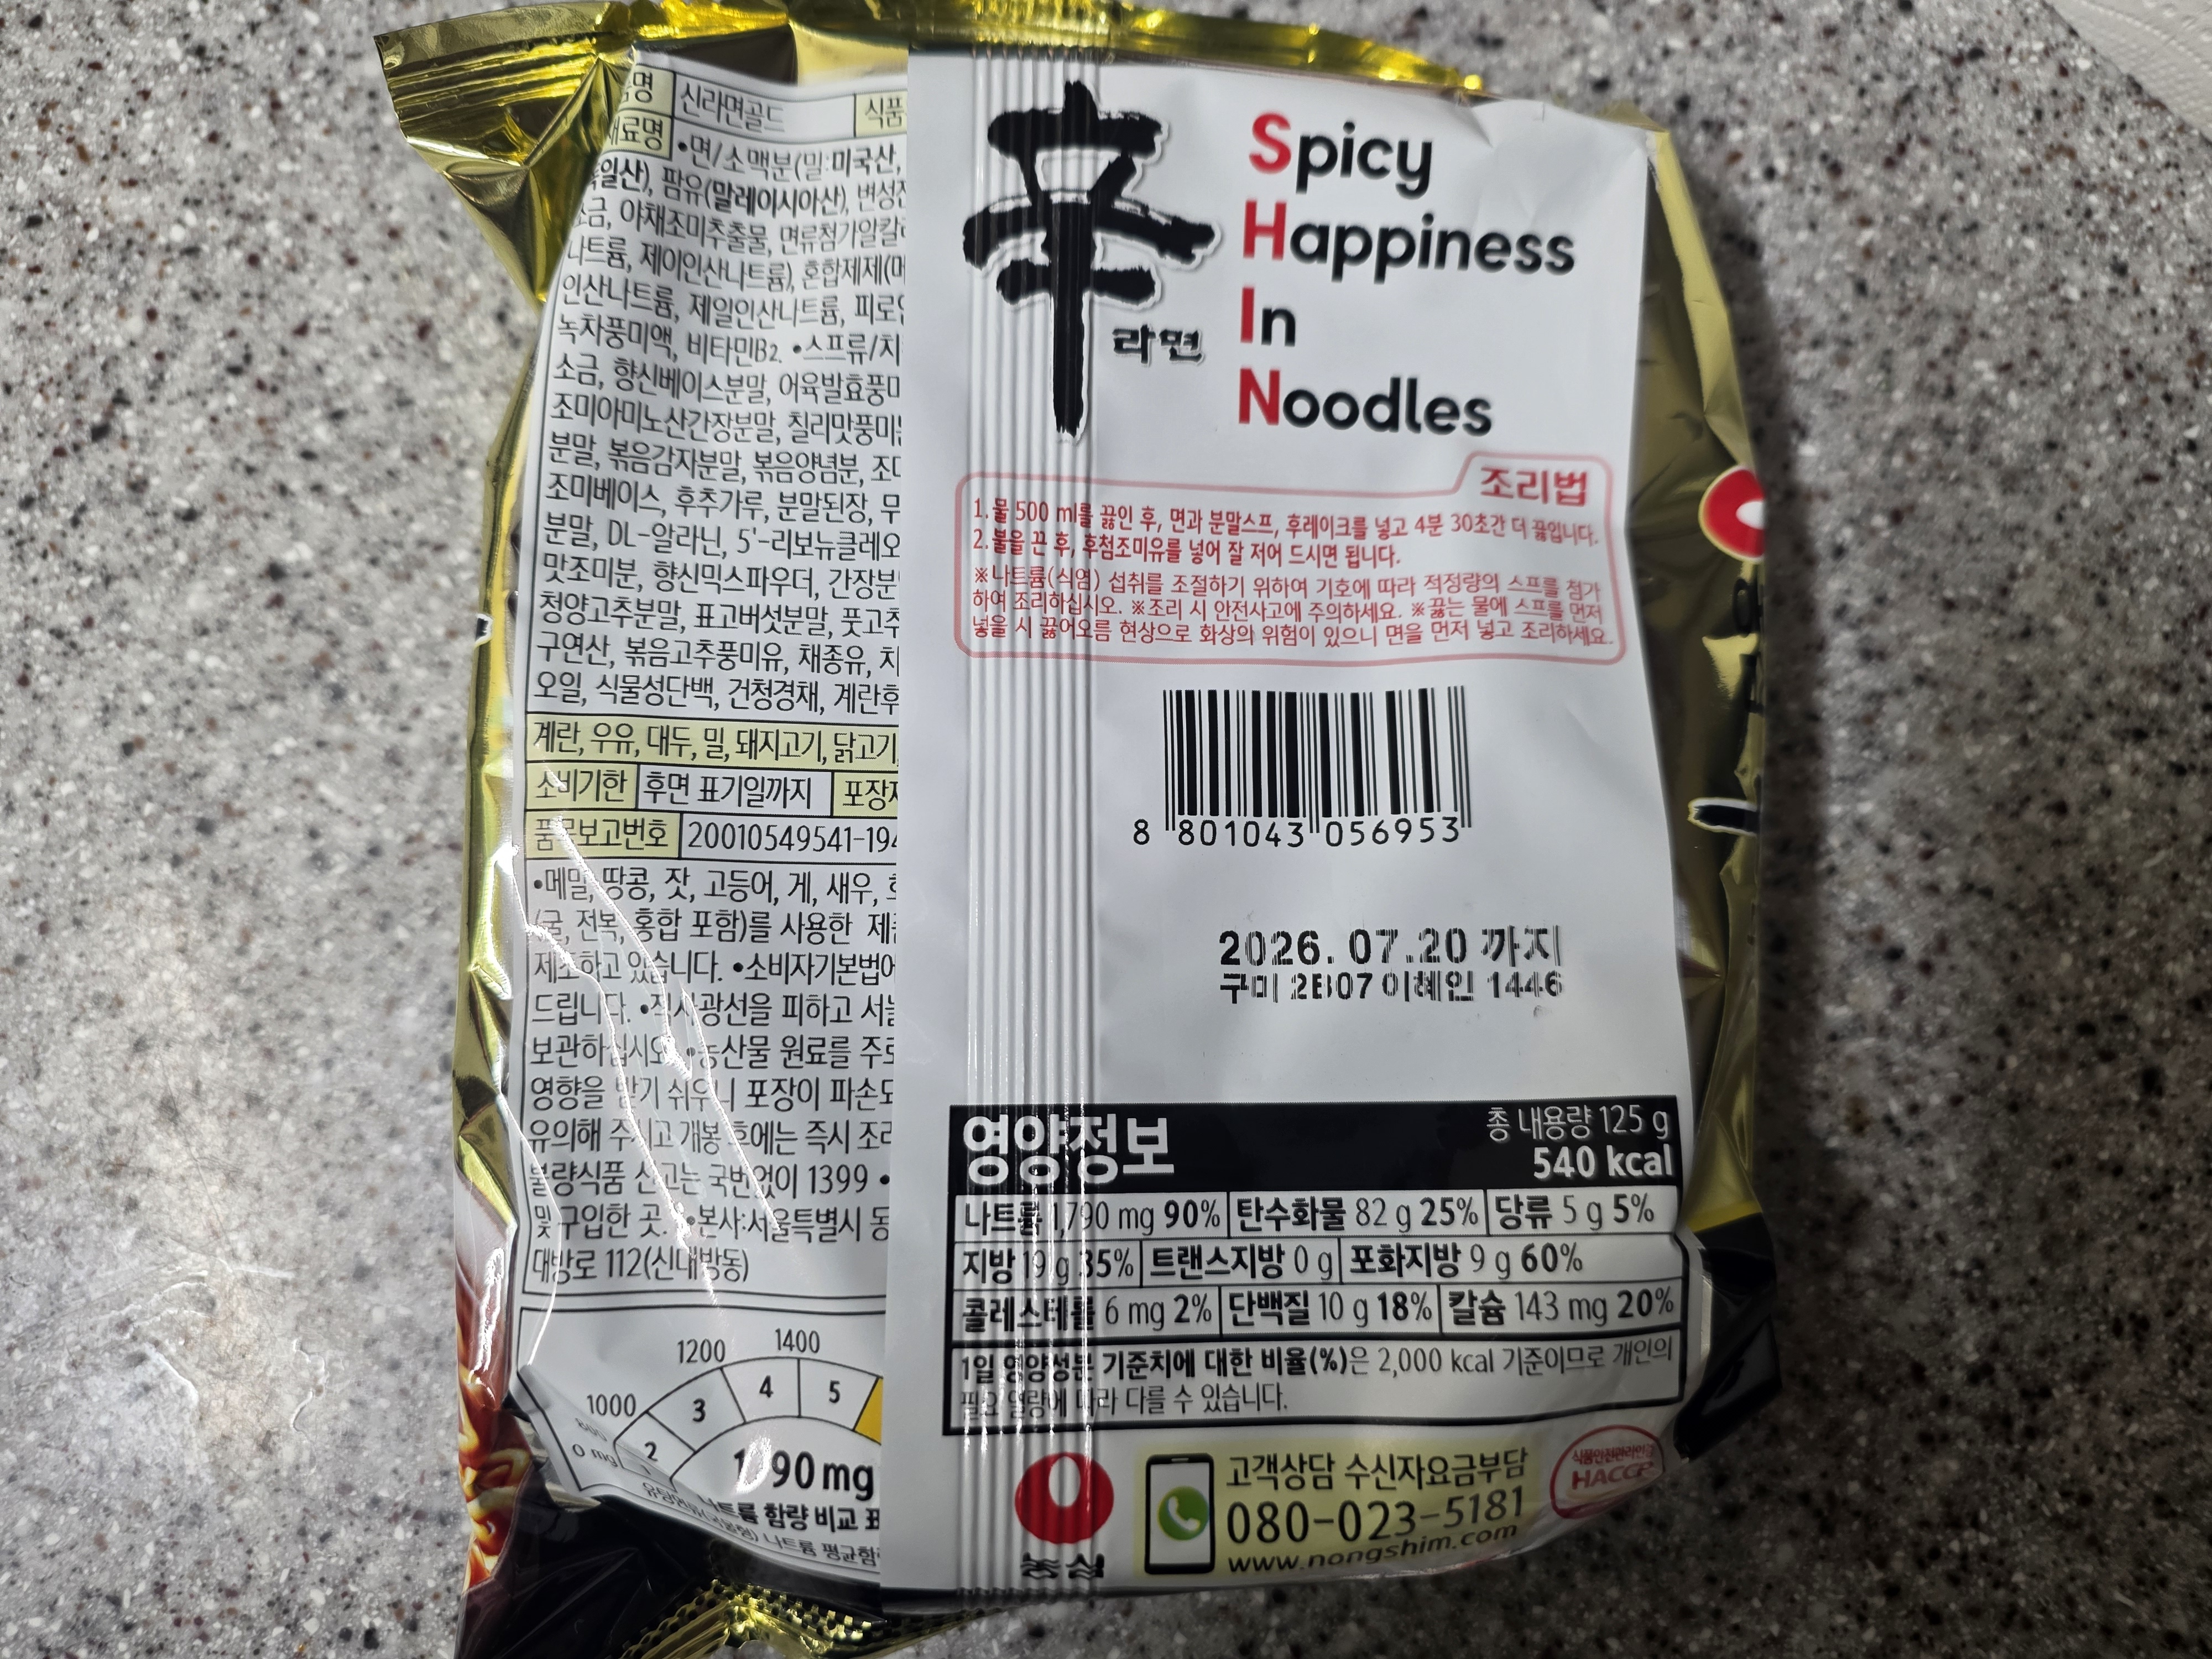 신라면골드 식품
•면/소맥분(밀:미국산,
팜유(말레이시아산), 변성전
야채조미추출물, 면류첨가알칼리
나트륨, 제이인산나트륨), 혼합제제(메
인산나트륨, 제일인산나트륨, 피로인
녹차풍미액, 비타민B2. •스프류/치
소금, 향신베이스분말, 어육발효풍미
조미아미노산간장분말, 칠리맛풍미분
분말, 볶음감자분말, 볶음양념분,
조미베이스, 후추가루, 분말된장,
분말, DL-알라닌, 5'-리보뉴클레오
맛조미분, 향신믹스파우더, 간장분
청양고추분말, 표고버섯분말, 풋고추
구연산, 볶음고추풍미유, 채종유,
오일, 식물성단백, 건청경채, 계란후
계란, 우유, 대두, 밀, 돼지고기, 닭고기,
소비기한 후면 표기일까지 포장재
품목보고번호 20010549541-194
•메밀, 땅콩, 잣, 고등어, 게, 새우,
(굴, 전복, 홍합 포함)를 사용한 제품
제조하고 있습니다. •소비자기본법에
드립니다. •직사광선을 피하고 서늘
보관하십시오. •농산물 원료를 주로
영향을 받기 쉬우니 포장이 파손되
유의해 주시고 개봉 후에는 즉시 조리
불량식품 신고는 국번없이 1399 •
및 구입한 곳. •본사:서울특별시 동
대방로 112(신대방동)
0 mg 800 1000 1200 1400
1 2 3 4 5
나트륨 함량 비교 표
나트륨 평균함
辛
라면
Spicy
Happiness
In
Noodles
조리법
1. 물 500 ml를 끓인 후, 면과 분말스프, 후레이크를 넣고 4분 30초간 더 끓입니다.
2. 불을 끈 후, 후첨조미유를 넣어 잘 저어 드시면 됩니다.
※나트륨(식염) 섭취를 조절하기 위하여 기호에 따라 적정량의 스프를 첨가
하여 조리하십시오. ※조리 시 안전사고에 주의하세요. ※끓는 물에 스프를 먼저
넣을 시 끓어오름 현상으로 화상의 위험이 있으니 면을 먼저 넣고 조리하세요.
8 801043 056953
2026.07.20 까지
구미 2B07 이혜인 1446
영양정보 총 내용량 125 g
540 kcal
나트륨 1,790 mg 90% 탄수화물 82 g 25% 당류 5 g 5%
지방 19 g 35% 트랜스지방 0 g 포화지방 9 g 60%
콜레스테롤 6 mg 2% 단백질 10 g 18% 칼슘 143 mg 20%
1일 영양성분 기준치에 대한 비율(%)은 2,000 kcal 기준이므로 개인의
필요 열량에 따라 다를 수 있습니다.
농심
고객상담 수신자요금부담
080-023-5181
www.nongshim.com
식품안전관리인증
HACCP